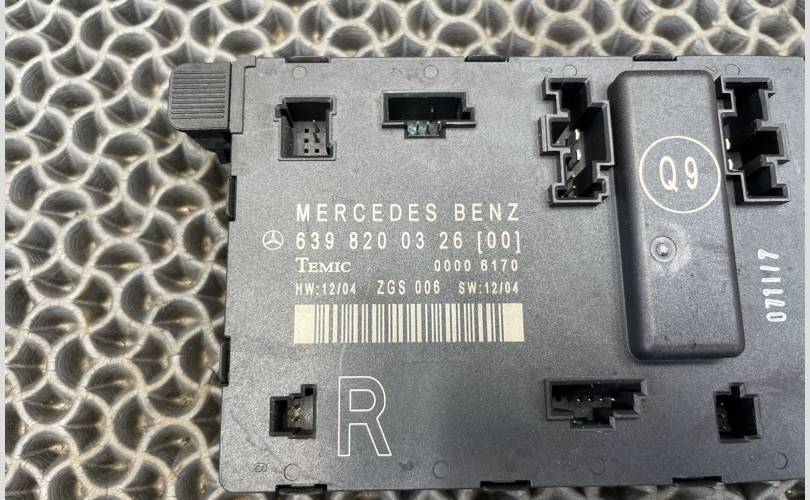 Q9
MERCEDES BENZ
639 820 03 26 [00]
TEMIC 0000 6170
HW:12/04 ZGS 006 SW:12/04
R